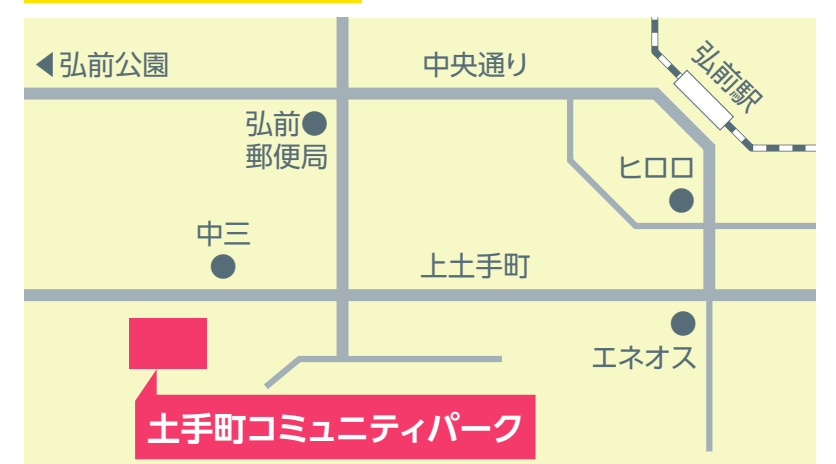 ◀弘前公園
中央通り
弘前駅
弘前●
郵便局
ヒロロ
中三
上土手町
エネオス
土手町コミュニティパーク